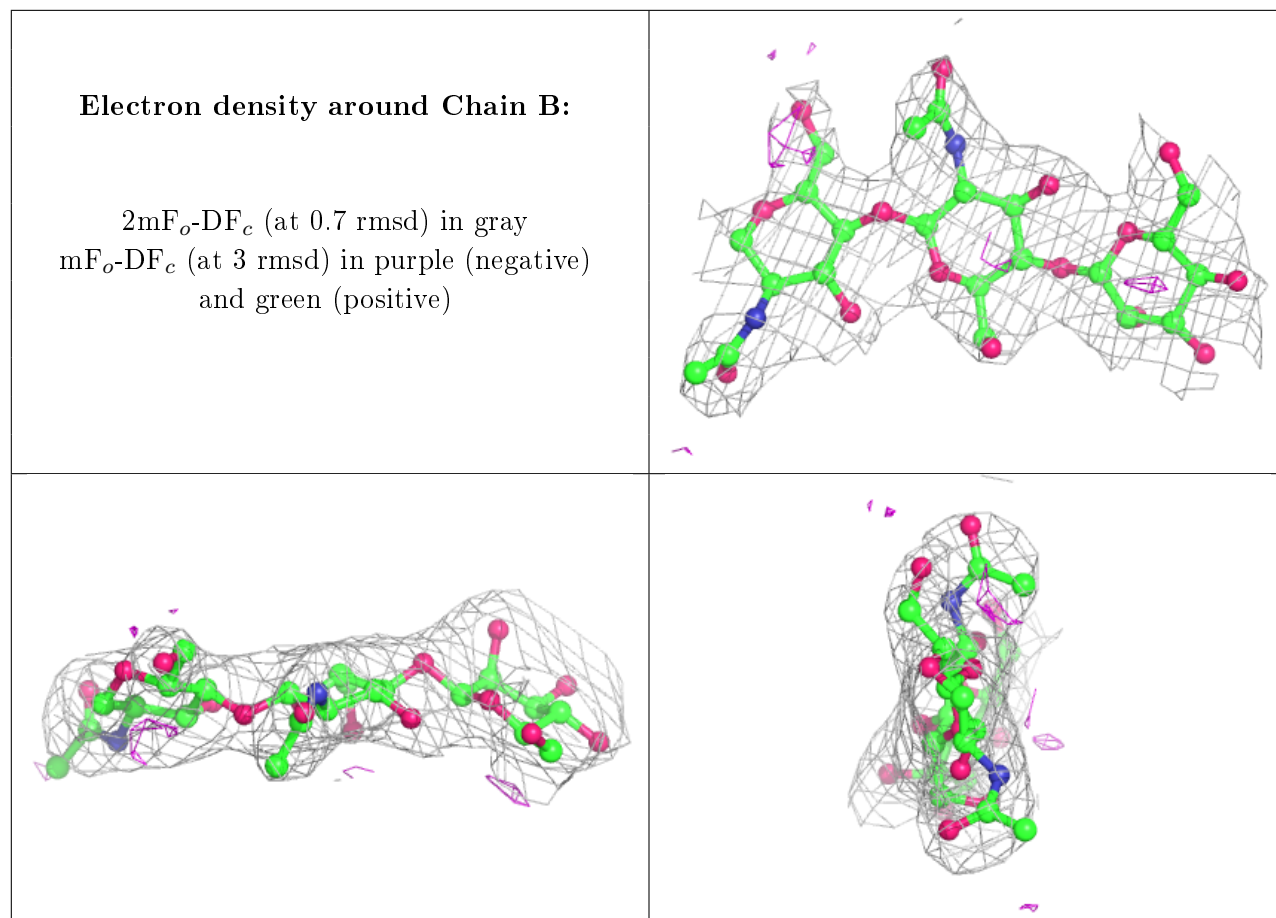 Electron density around Chain B:
2mFₒ-DF𝒸 (at 0.7 rmsd) in gray
mFₒ-DF𝒸 (at 3 rmsd) in purple (negative)
and green (positive)